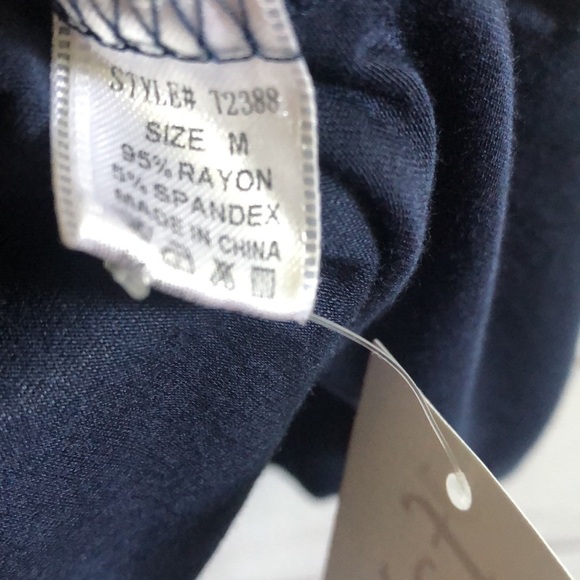 STYLE# T2388
SIZE M
95% RAYON
5% SPANDEX
MADE IN CHINA